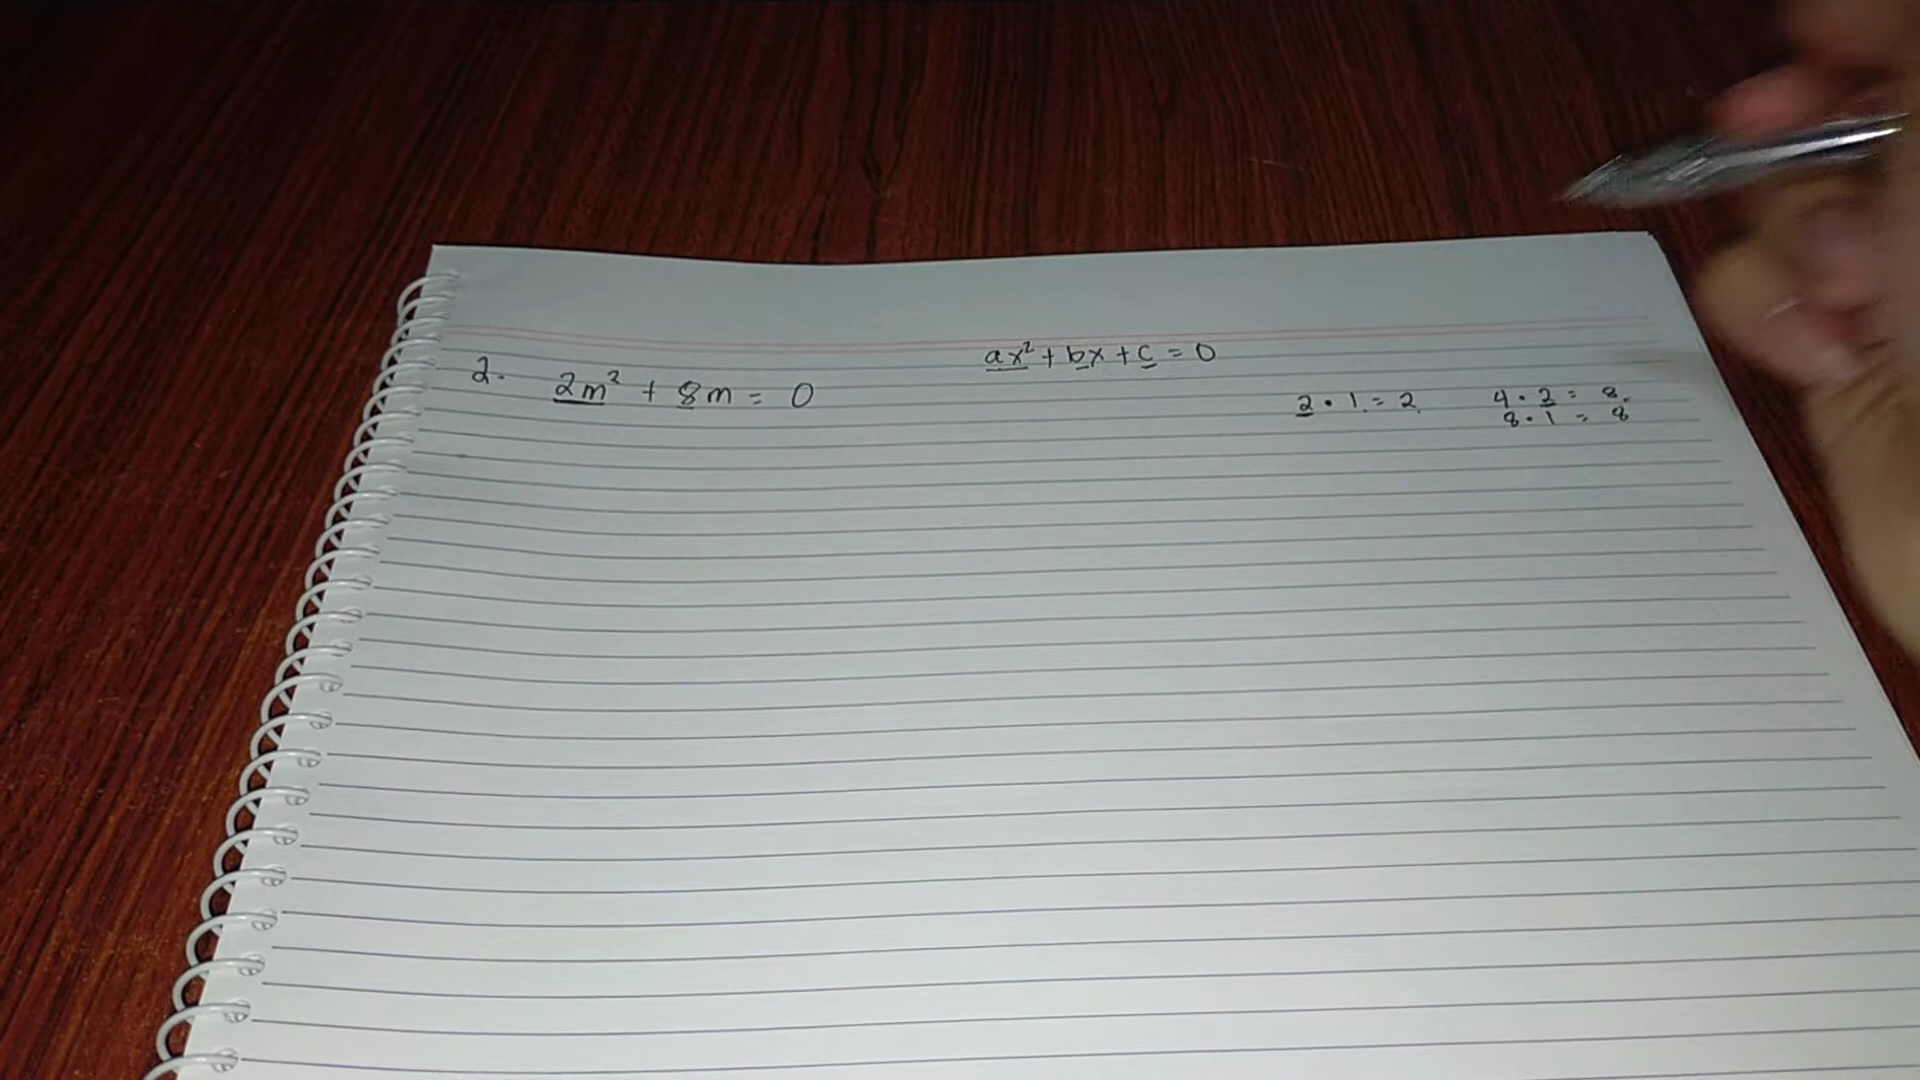 ax² + bx + c = 0
2. 2m² + 8m = 0
2 · 1 = 2 4 · 2 = 8
8 · 1 = 8